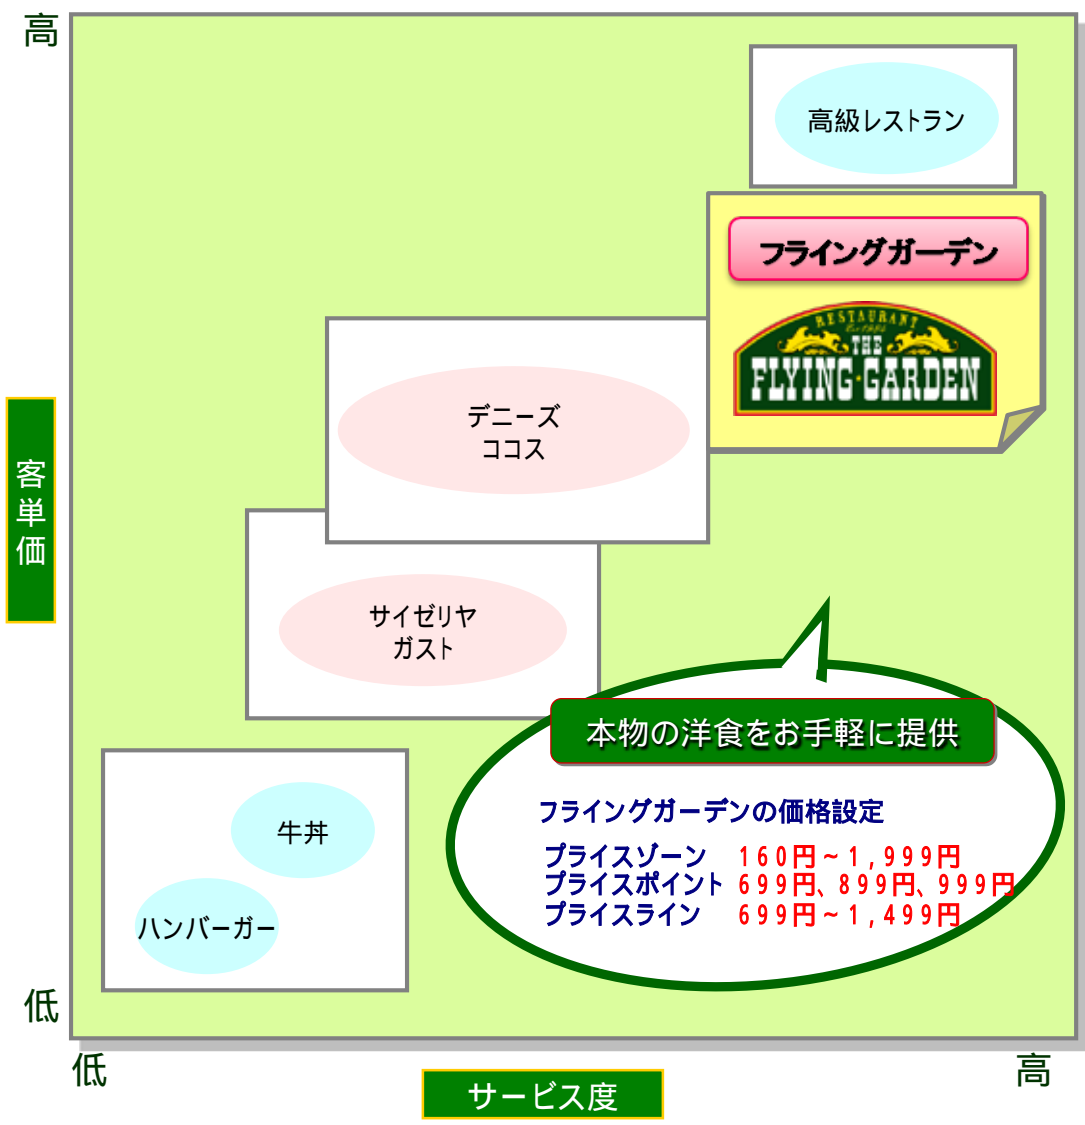 高
高級レストラン
フライングガーデン
RESTAURANT
Est 1984
THE
FLYING GARDEN
デニーズ
ココス
客単価
サイゼリヤ
ガスト
本物の洋食をお手軽に提供
フライングガーデンの価格設定
牛丼
プライスゾーン 160円~1,999円
プライスポイント 699円、899円、999円
プライスライン 699円~1,499円
ハンバーガー
低
低
高
サービス度